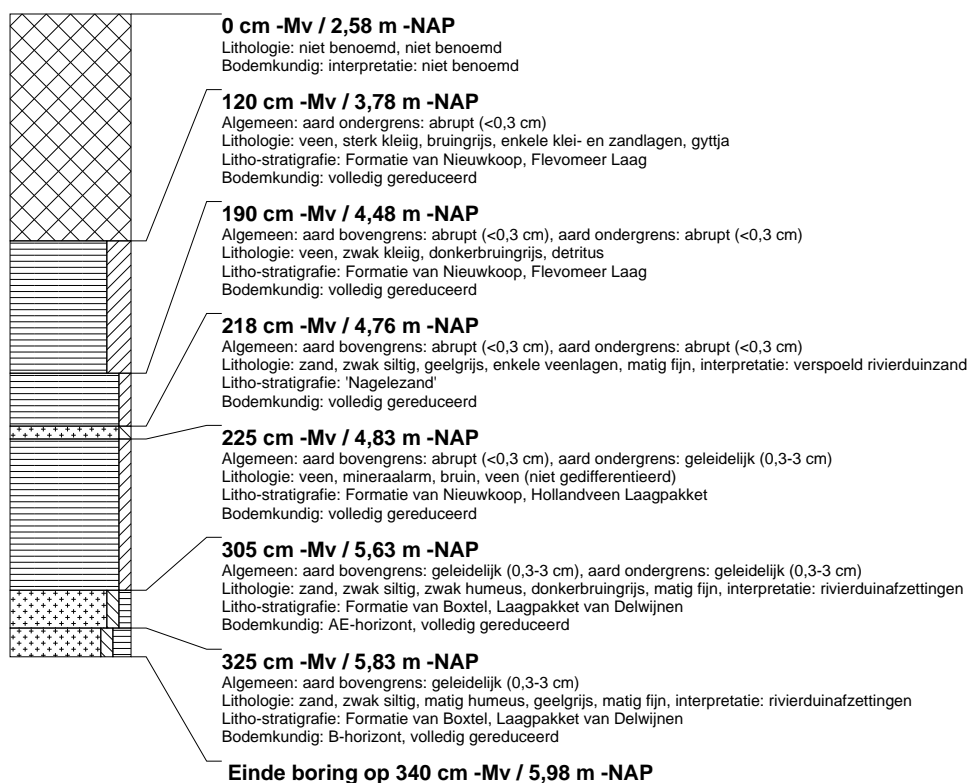 0 cm -Mv / 2,58 m -NAP
Lithologie: niet benoemd, niet benoemd
Bodemkundig: interpretatie: niet benoemd
120 cm -Mv / 3,78 m -NAP
Algemeen: aard ondergrens: abrupt (<0,3 cm)
Lithologie: veen, sterk kleiig, bruingrijs, enkele klei- en zandlagen, gyttja
Litho-stratigrafie: Formatie van Nieuwkoop, Flevomeer Laag
Bodemkundig: volledig gereduceerd
190 cm -Mv / 4,48 m -NAP
Algemeen: aard bovengrens: abrupt (<0,3 cm), aard ondergrens: abrupt (<0,3 cm)
Lithologie: veen, zwak kleiig, donkerbruingrijs, detritus
Litho-stratigrafie: Formatie van Nieuwkoop, Flevomeer Laag
Bodemkundig: volledig gereduceerd
218 cm -Mv / 4,76 m -NAP
Algemeen: aard bovengrens: abrupt (<0,3 cm), aard ondergrens: abrupt (<0,3 cm)
Lithologie: zand, zwak siltig, geelgrijs, enkele veenlagen, matig fijn, interpretatie: verspoeld rivierduinzand
Litho-stratigrafie: 'Nagelezand'
Bodemkundig: volledig gereduceerd
225 cm -Mv / 4,83 m -NAP
Algemeen: aard bovengrens: abrupt (<0,3 cm), aard ondergrens: geleidelijk (0,3-3 cm)
Lithologie: veen, mineraalarm, bruin, veen (niet gedifferentieerd)
Litho-stratigrafie: Formatie van Nieuwkoop, Hollandveen Laagpakket
Bodemkundig: volledig gereduceerd
305 cm -Mv / 5,63 m -NAP
Algemeen: aard bovengrens: geleidelijk (0,3-3 cm), aard ondergrens: geleidelijk (0,3-3 cm)
Lithologie: zand, zwak siltig, zwak humeus, donkerbruingrijs, matig fijn, interpretatie: rivierduinafzettingen
Litho-stratigrafie: Formatie van Boxtel, Laagpakket van Delwijnen
Bodemkundig: AE-horizont, volledig gereduceerd
325 cm -Mv / 5,83 m -NAP
Algemeen: aard bovengrens: geleidelijk (0,3-3 cm)
Lithologie: zand, zwak siltig, matig humeus, geelgrijs, matig fijn, interpretatie: rivierduinafzettingen
Litho-stratigrafie: Formatie van Boxtel, Laagpakket van Delwijnen
Bodemkundig: B-horizont, volledig gereduceerd
Einde boring op 340 cm -Mv / 5,98 m -NAP